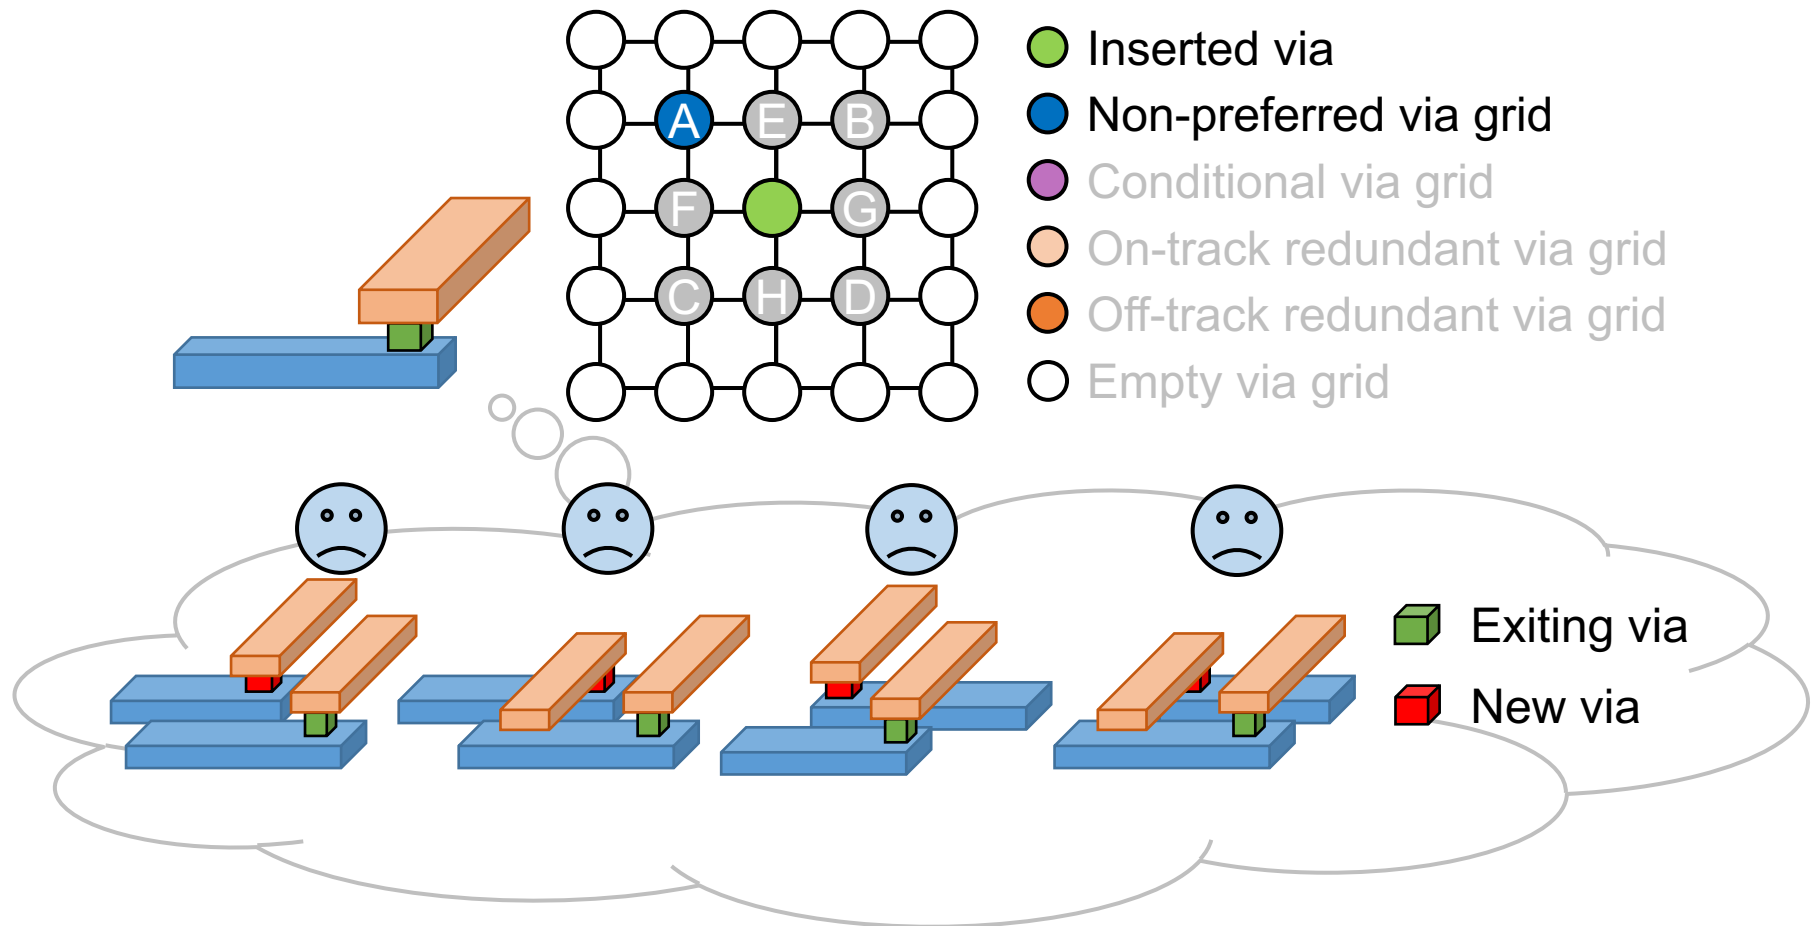 Inserted via
A E B
Non-preferred via grid
Conditional via grid
F G
On-track redundant via grid
C H D
Off-track redundant via grid
Empty via grid
Exiting via
New via